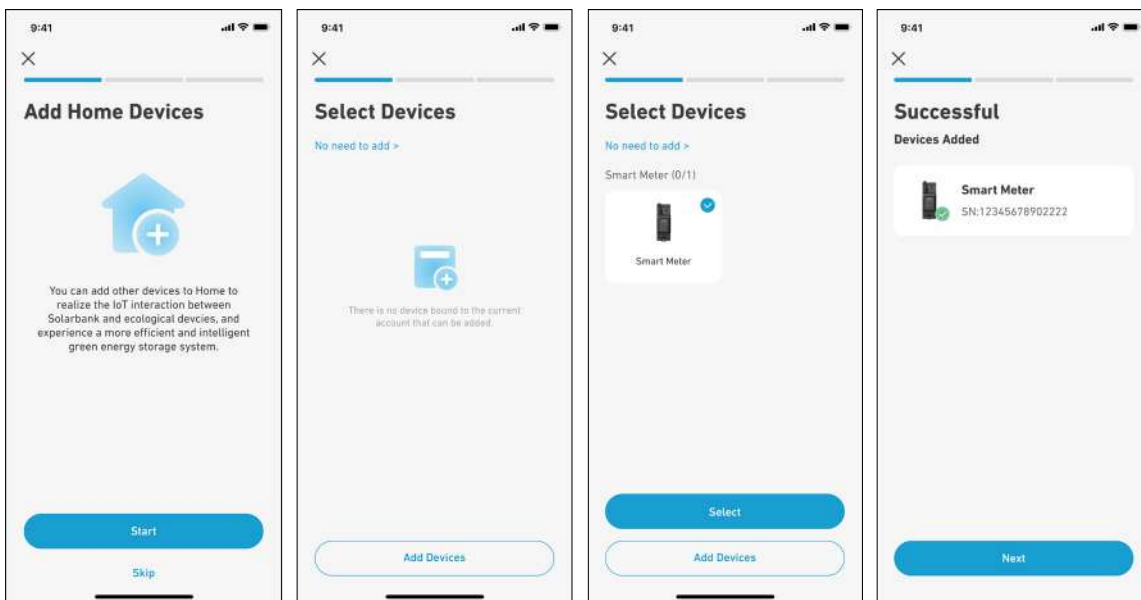 9:41
Add Home Devices
You can add other devices to Home to
realize the IoT interaction between
Solarbank and ecological devcies, and
experience a more efficient and intelligent
green energy storage system.
Start
Skip
9:41
Select Devices
No need to add >
There is no device bound to the current
account that can be added.
Add Devices
9:41
Select Devices
No need to add >
Smart Meter (0/1)
Smart Meter
Select
Add Devices
9:41
Successful
Devices Added
Smart Meter
SN:12345678902222
Next